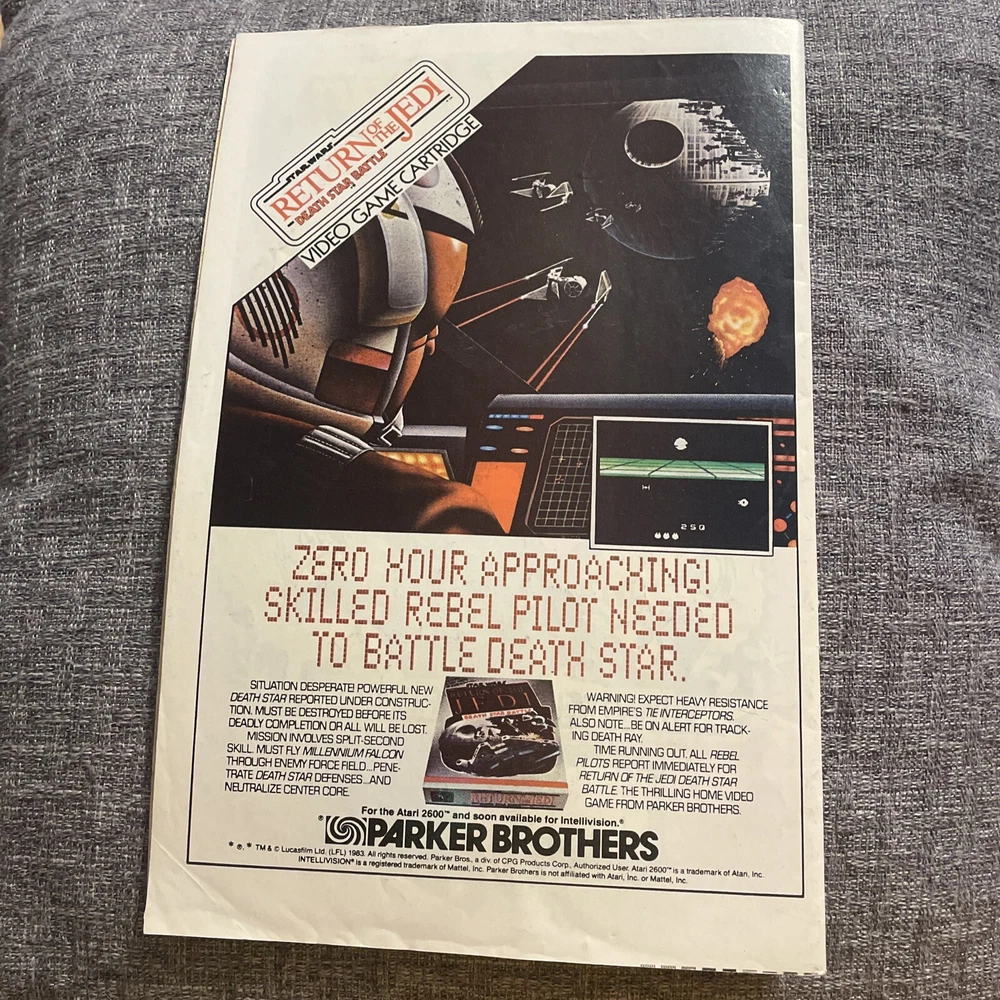 STAR WARS
RETURN OF THE JEDI
DEATH STAR BATTLE
VIDEO GAME CARTRIDGE
250
ZERO HOUR APPROACHING!
SKILLED REBEL PILOT NEEDED
TO BATTLE DEATH STAR.
SITUATION DESPERATE! POWERFUL NEW
DEATH STAR REPORTED UNDER CONSTRUC-
TION. MUST BE DESTROYED BEFORE ITS
DEADLY COMPLETION OR ALL WILL BE LOST.
MISSION INVOLVES SPLIT-SECOND
SKILL. MUST FLY MILLENNIUM FALCON
THROUGH ENEMY FORCE FIELD...PENE-
TRATE DEATH STAR DEFENSES...AND
NEUTRALIZE CENTER CORE.
JEDI
DEATH STAR BATTLE
RETURN OF THE JEDI
WARNING! EXPECT HEAVY RESISTANCE
FROM EMPIRE'S TIE INTERCEPTORS.
ALSO NOTE...BE ON ALERT FOR TRACK-
ING DEATH RAY.
TIME RUNNING OUT. ALL REBEL
PILOTS REPORT IMMEDIATELY FOR
RETURN OF THE JEDI DEATH STAR
BATTLE. THE THRILLING HOME VIDEO
GAME FROM PARKER BROTHERS.
For the Atari 2600™ and soon available for Intellivision.®
® PARKER BROTHERS
* ®, * TM & © Lucasfilm Ltd. (LFL) 1983. All rights reserved. Parker Bros., a div. of CPG Products Corp., Authorized User. Atari 2600™ is a trademark of Atari, Inc.
INTELLIVISION® is a registered trademark of Mattel, Inc. Parker Brothers is not affiliated with Atari, Inc. or Mattel, Inc.